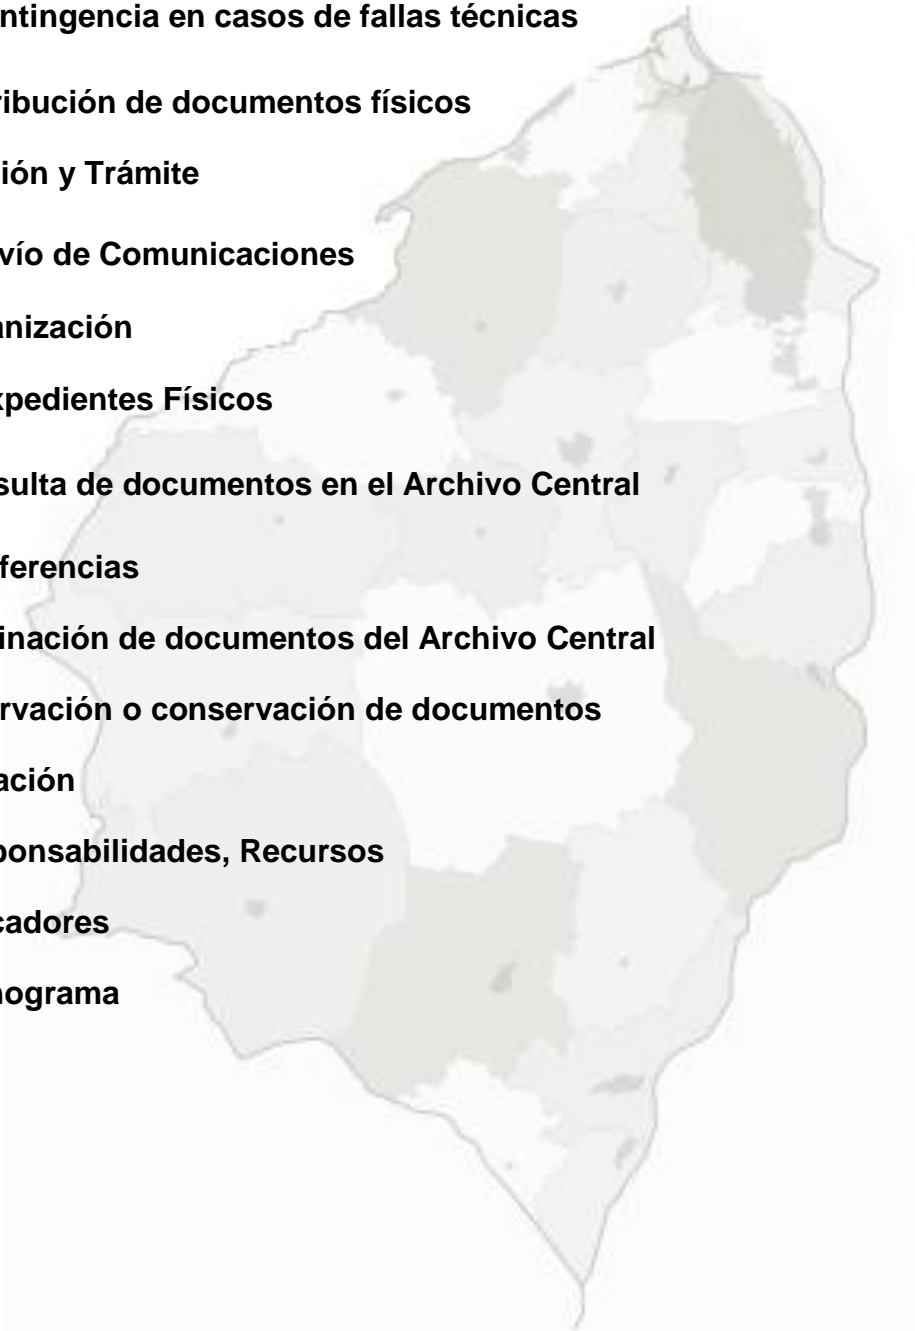 ntingencia en casos de fallas técnicas
ribución de documentos físicos
ión y Trámite
vío de Comunicaciones
anización
xpedientes Físicos
sulta de documentos en el Archivo Central
ferencias
inación de documentos del Archivo Central
rvación o conservación de documentos
ación
ponsabilidades, Recursos
cadores
nograma